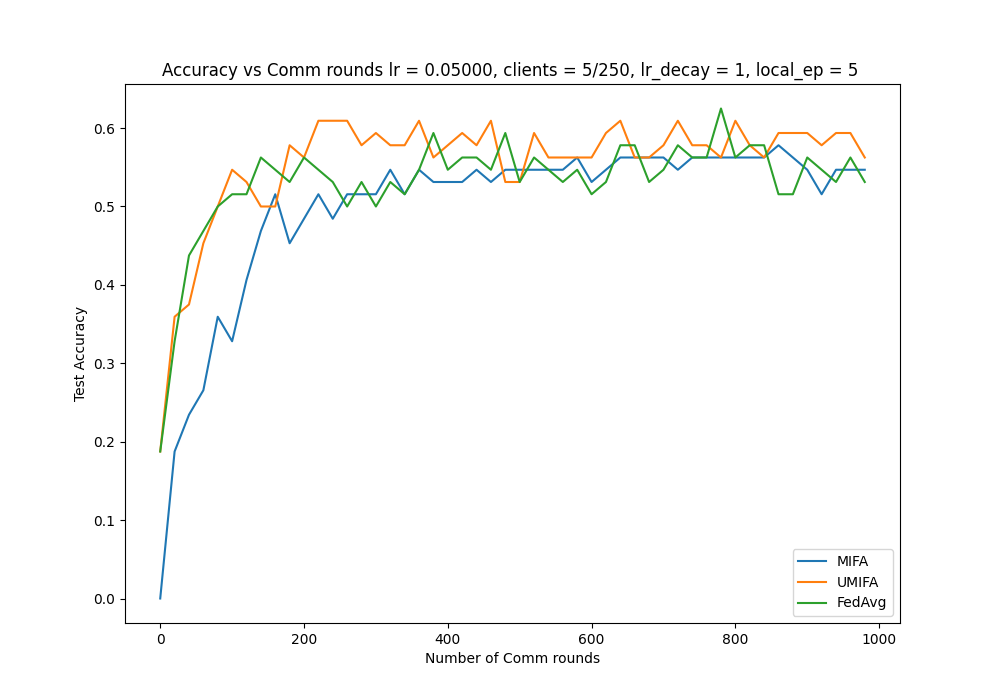 Accuracy vs Comm rounds lr = 0.05000, clients = 5/250, lr_decay = 1, local_ep = 5
Test Accuracy
0.6
0.5
0.4
0.3
0.2
0.1
0.0
MIFA
UMIFA
FedAvg
0 200 400 600 800 1000
Number of Comm rounds